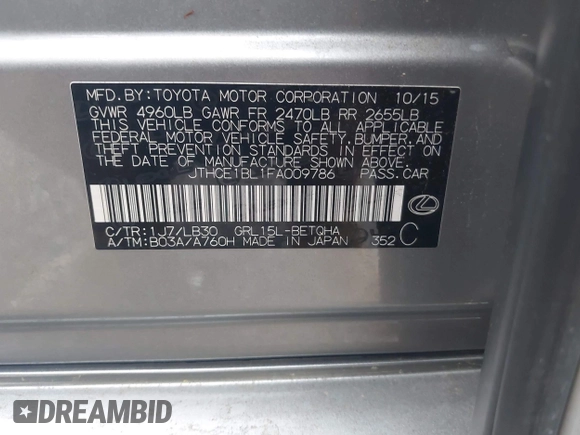 MFD. BY: TOYOTA MOTOR CORPORATION 10/15
GVWR 4960LB GAWR FR 2470LB RR 2655LB
THIS VEHICLE CONFORMS TO ALL APPLICABLE
FEDERAL MOTOR VEHICLE SAFETY, BUMPER, AND
THEFT PREVENTION STANDARDS IN EFFECT ON
THE DATE OF MANUFACTURE SHOWN ABOVE.
JTHCE1BL1FA009786 PASS. CAR
C/TR: 1J7/LB30 GRL15L-BETQHA
A/TM: B03A/A760H MADE IN JAPAN 352 C
DREAMBID